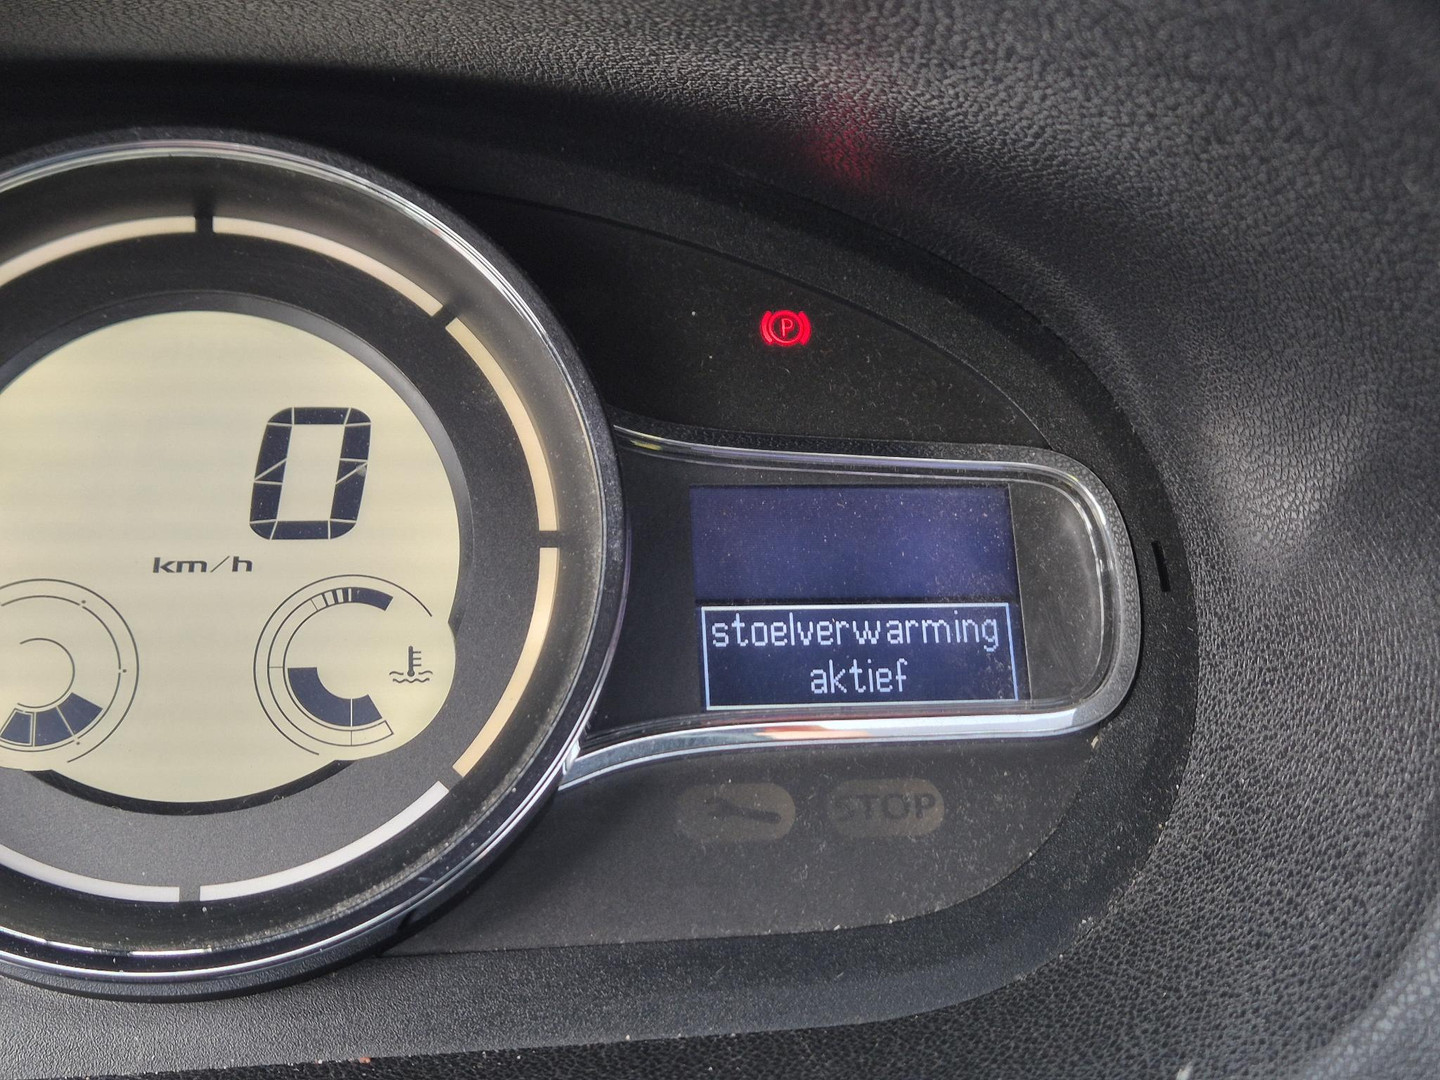 P
0
km/h
stoelverwarming
aktief
STOP